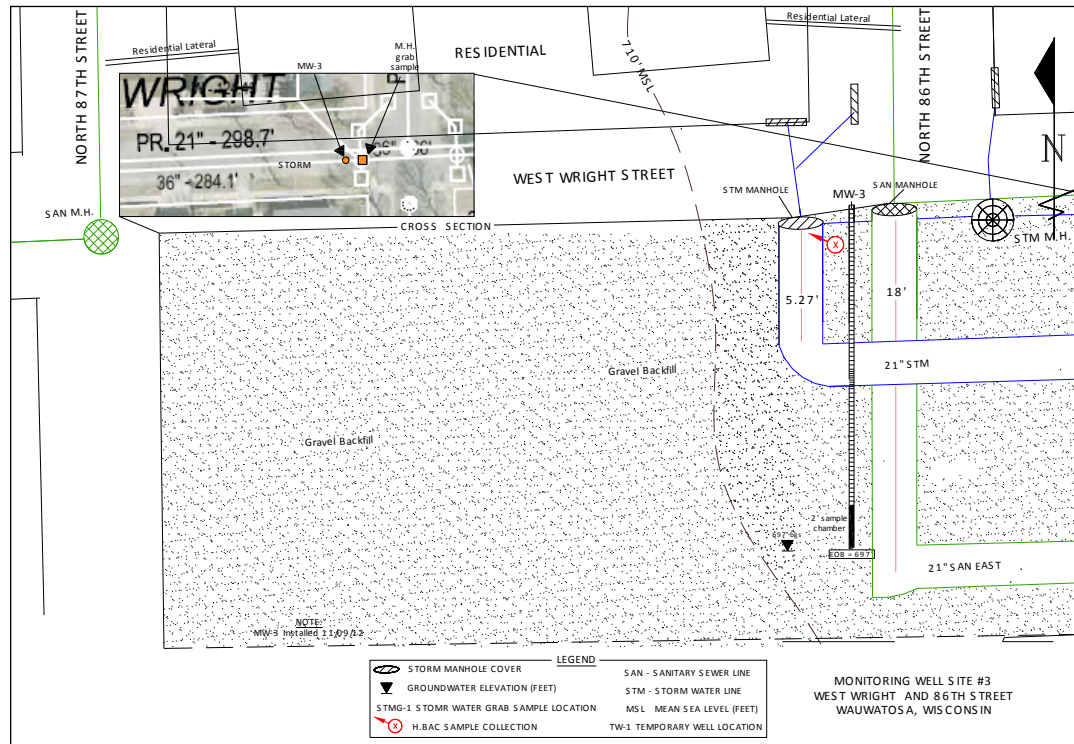 NORTH 87TH STREET
Residential Lateral
M.H.
grab
sample
MW-3
RESIDENTIAL
710' MSL
Residential Lateral
NORTH 86TH STREET
WRIGHT
PR. 21" - 298.7'
STORM
36" - 284.1'
WEST WRIGHT STREET
N
STM MANHOLE
SAN MANHOLE
MW-3
SAN M.H.
CROSS SECTION
STM M.H.
X
5.27'
18'
21" STM
Gravel Backfill
Gravel Backfill
2' sample
chamber
EOB = 697'
21" SAN EAST
NOTE:
MW-3 Installed 11/09/12
LEGEND
STORM MANHOLE COVER
GROUNDWATER ELEVATION (FEET)
STMG-1 STOMR WATER GRAB SAMPLE LOCATION
X H.BAC SAMPLE COLLECTION
SAN - SANITARY SEWER LINE
STM - STORM WATER LINE
MSL MEAN SEA LEVEL (FEET)
TW-1 TEMPORARY WELL LOCATION
MONITORING WELL SITE #3
WEST WRIGHT AND 86TH STREET
WAUWATOSA, WISCONSIN